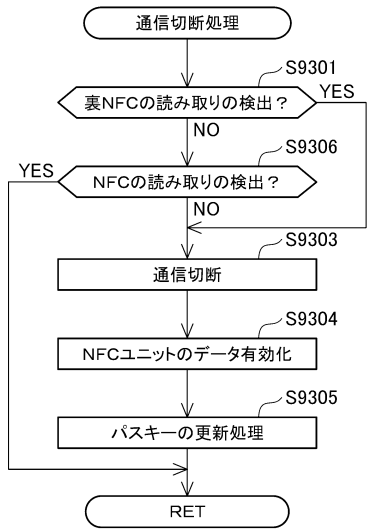 通信切断処理
S9301
裏NFCの読み取りの検出？
YES
NO
S9306
YES
NFCの読み取りの検出？
NO
S9303
通信切断
S9304
NFCユニットのデータ有効化
S9305
パスキーの更新処理
RET